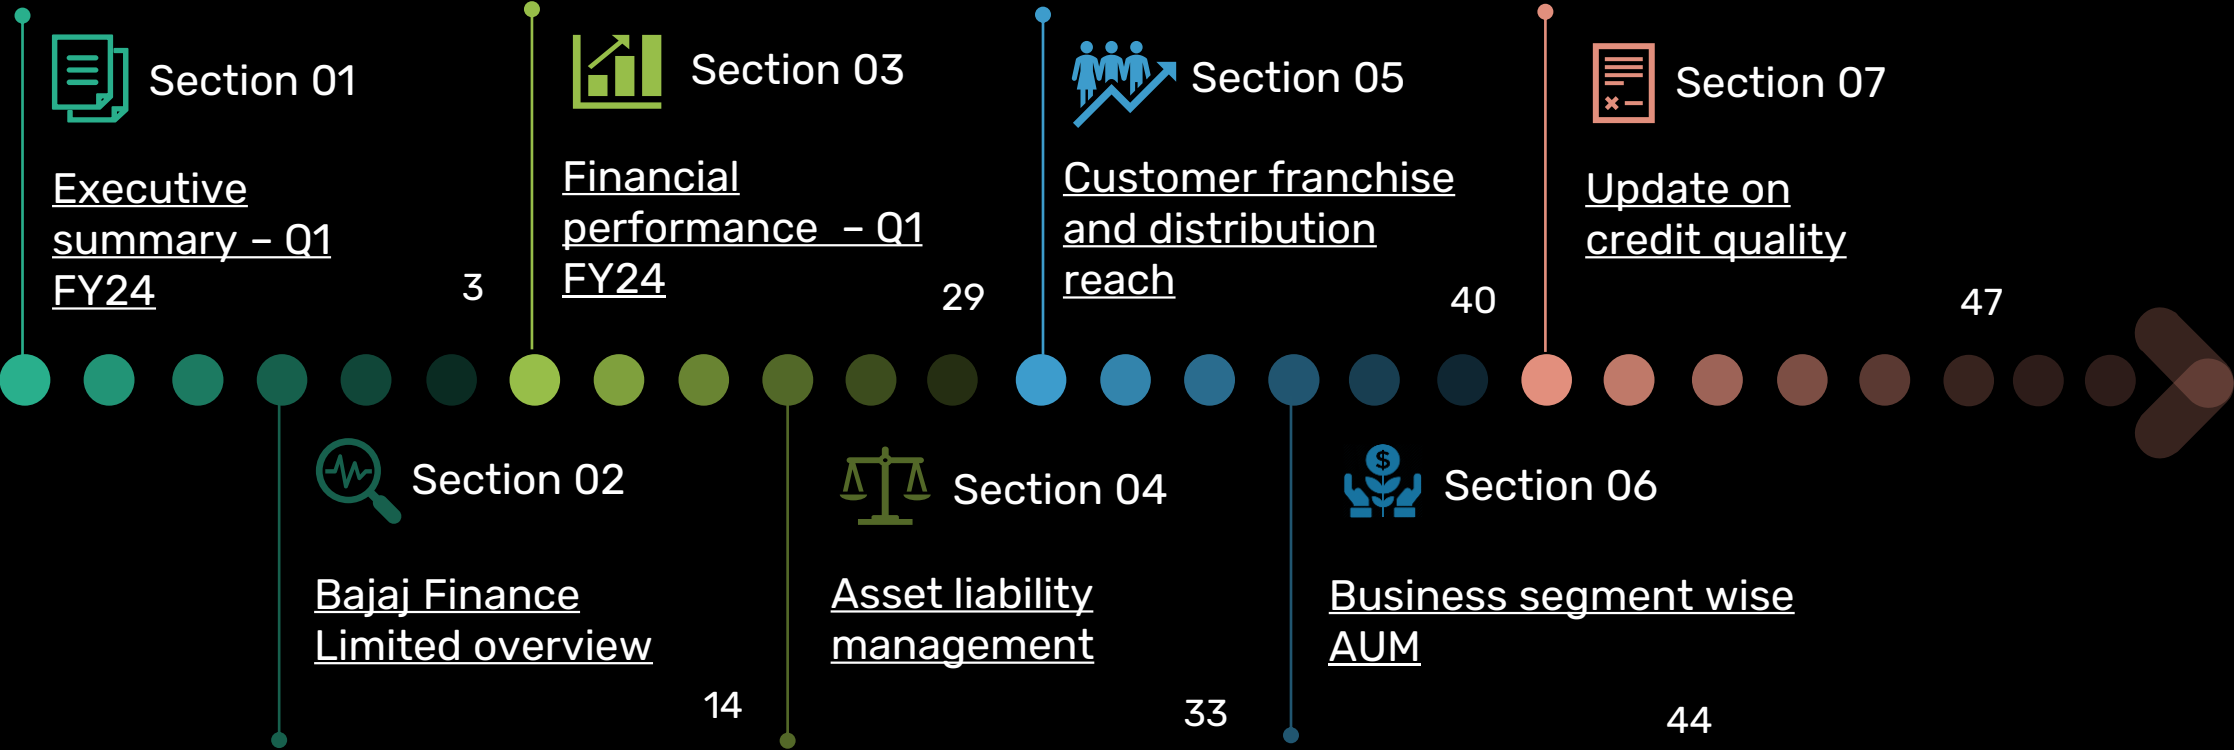 Section 01
Executive
summary – Q1
FY24
3
Section 02
Bajaj Finance
Limited overview
14
Section 03
Financial
performance – Q1
FY24
29
Section 04
Asset liability
management
33
Section 05
Customer franchise
and distribution
reach
40
Section 06
Business segment wise
AUM
44
Section 07
Update on
credit quality
47